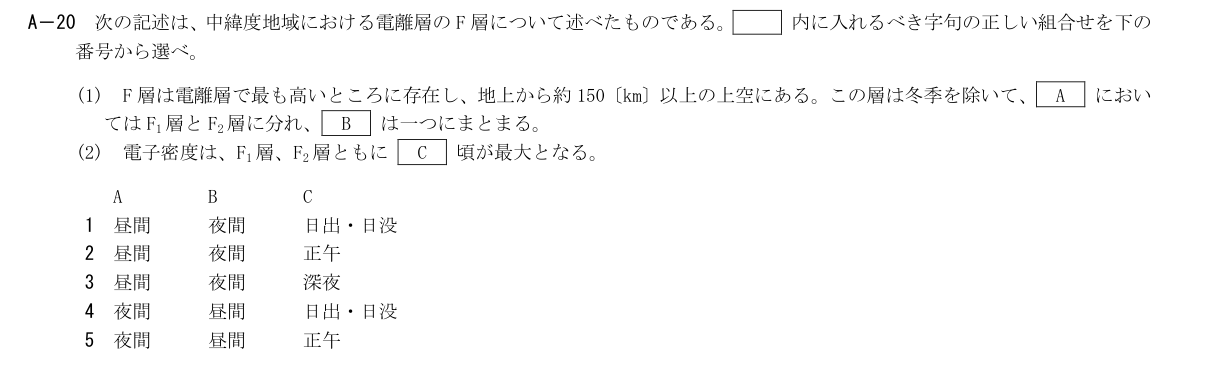 A－20　次の記述は、中緯度地域における電離層のF層について述べたものである。　　内に入れるべき字句の正しい組合せを下の
番号から選べ。
(1)　F層は電離層で最も高いところに存在し、地上から約150〔km〕以上の上空にある。この層は冬季を除いて、 A におい
てはF₁層とF₂層に分れ、 B は一つにまとまる。
(2)　電子密度は、F₁層、F₂層ともに C 頃が最大となる。
A　B　C
1　昼間　夜間　日出・日没
2　昼間　夜間　正午
3　昼間　夜間　深夜
4　夜間　昼間　日出・日没
5　夜間　昼間　正午